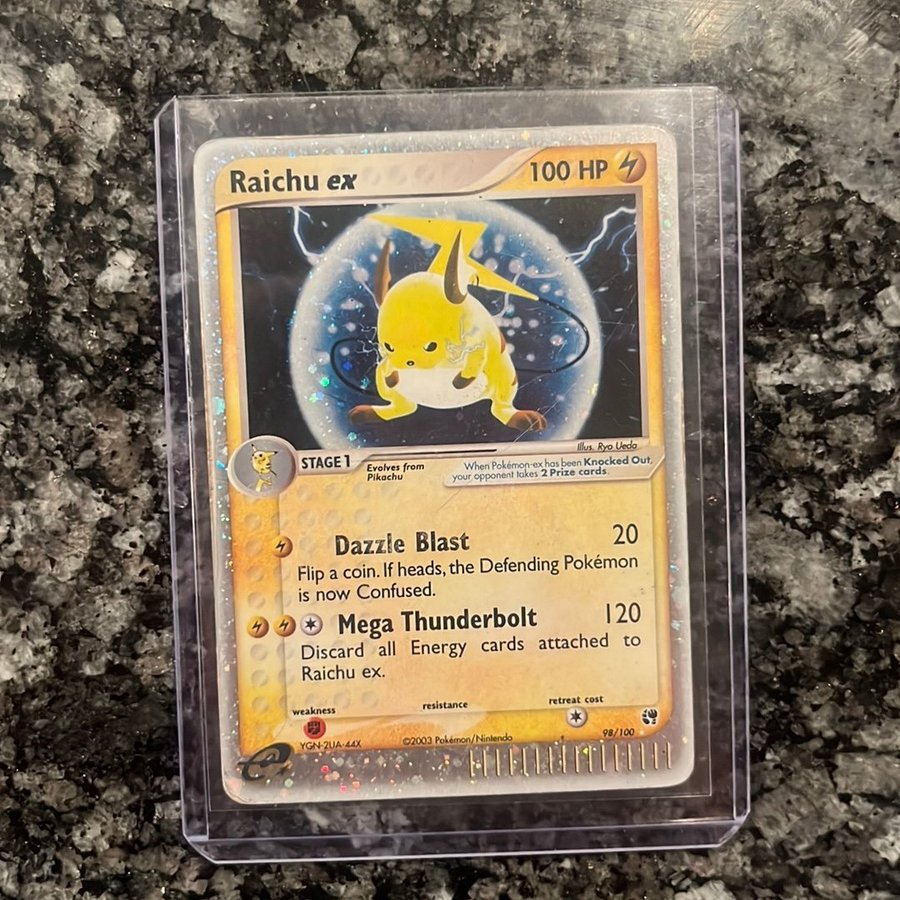 Raichu ex
100 HP
Illus. Ryo Ueda
STAGE 1
Evolves from
Pikachu
When Pokémon-ex has been Knocked Out,
your opponent takes 2 Prize cards.
Dazzle Blast 20
Flip a coin. If heads, the Defending Pokémon
is now Confused.
Mega Thunderbolt 120
Discard all Energy cards attached to
Raichu ex.
weakness resistance retreat cost
YGN-2UA-44X ©2003 Pokémon/Nintendo 98/100
e